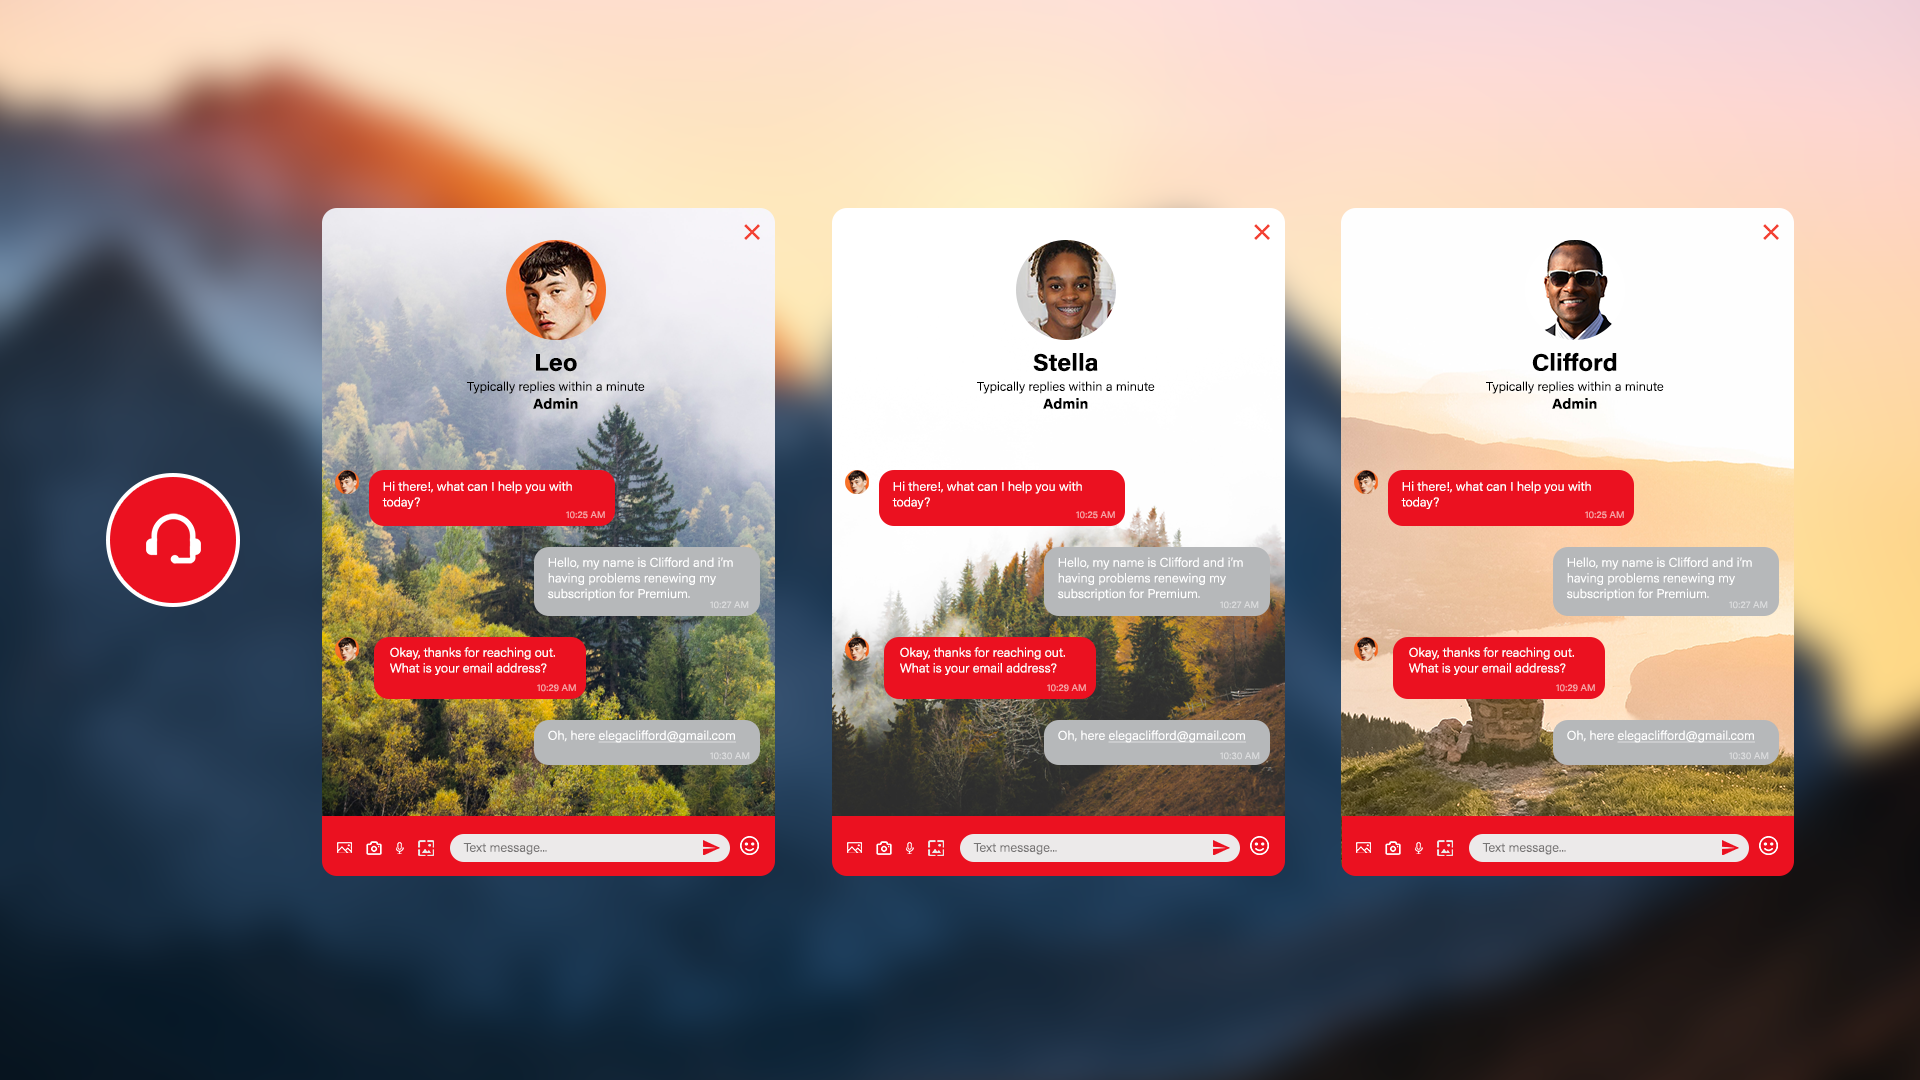 Leo
Typically replies within a minute
Admin
Hi there!, what can I help you with
today?
10:25 AM
Hello, my name is Clifford and i'm
having problems renewing my
subscription for Premium.
10:27 AM
Okay, thanks for reaching out.
What is your email address?
10:29 AM
Oh, here elegaclifford@gmail.com
10:30 AM
Text message...
Stella
Typically replies within a minute
Admin
Hi there!, what can I help you with
today?
10:25 AM
Hello, my name is Clifford and i'm
having problems renewing my
subscription for Premium.
10:27 AM
Okay, thanks for reaching out.
What is your email address?
10:29 AM
Oh, here elegaclifford@gmail.com
10:30 AM
Text message...
Clifford
Typically replies within a minute
Admin
Hi there!, what can I help you with
today?
10:25 AM
Hello, my name is Clifford and i'm
having problems renewing my
subscription for Premium.
10:27 AM
Okay, thanks for reaching out.
What is your email address?
10:29 AM
Oh, here elegaclifford@gmail.com
10:30 AM
Text message...